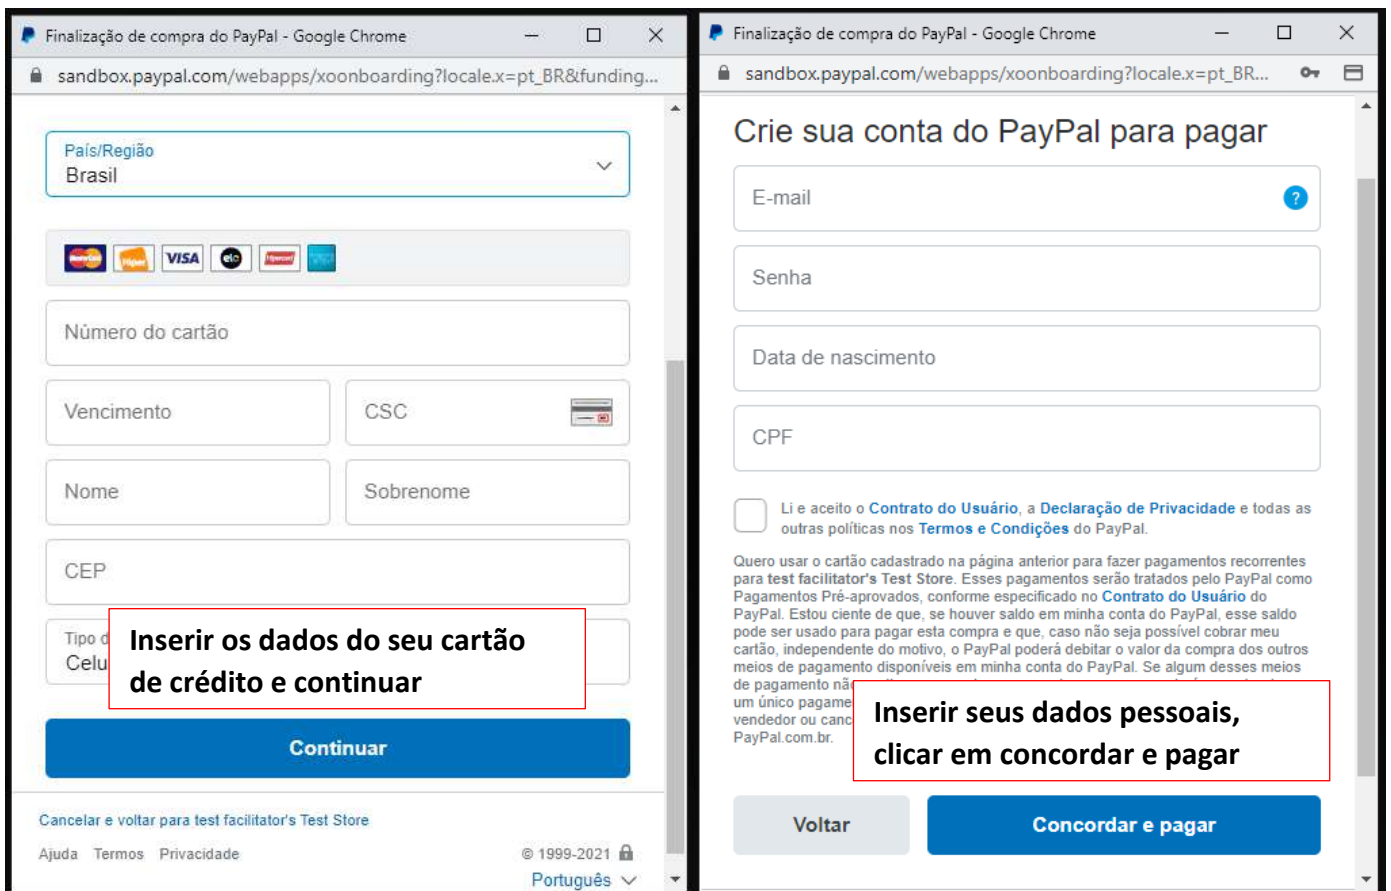 Finalização de compra do PayPal - Google Chrome
sandbox.paypal.com/webapps/xoonboarding?locale.x=pt_BR&funding...
País/Região
Brasil
VISA
elo
Número do cartão
Vencimento
CSC
Nome
Sobrenome
CEP
Tipo d
Celu
Inserir os dados do seu cartão
de crédito e continuar
Continuar
Cancelar e voltar para test facilitator's Test Store
Ajuda Termos Privacidade
© 1999-2021
Português
Finalização de compra do PayPal - Google Chrome
sandbox.paypal.com/webapps/xoonboarding?locale.x=pt_BR...
Crie sua conta do PayPal para pagar
E-mail
?
Senha
Data de nascimento
CPF
Li e aceito o Contrato do Usuário, a Declaração de Privacidade e todas as
outras políticas nos Termos e Condições do PayPal.
Quero usar o cartão cadastrado na página anterior para fazer pagamentos recorrentes
para test facilitator's Test Store. Esses pagamentos serão tratados pelo PayPal como
Pagamentos Pré-aprovados, conforme especificado no Contrato do Usuário do
PayPal. Estou ciente de que, se houver saldo em minha conta do PayPal, esse saldo
pode ser usado para pagar esta compra e que, caso não seja possível cobrar meu
cartão, independente do motivo, o PayPal poderá debitar o valor da compra dos outros
meios de pagamento disponíveis em minha conta do PayPal. Se algum desses meios
de pagamento nã
um único pagame
vendedor ou canc
PayPal.com.br.
Inserir seus dados pessoais,
clicar em concordar e pagar
Voltar
Concordar e pagar